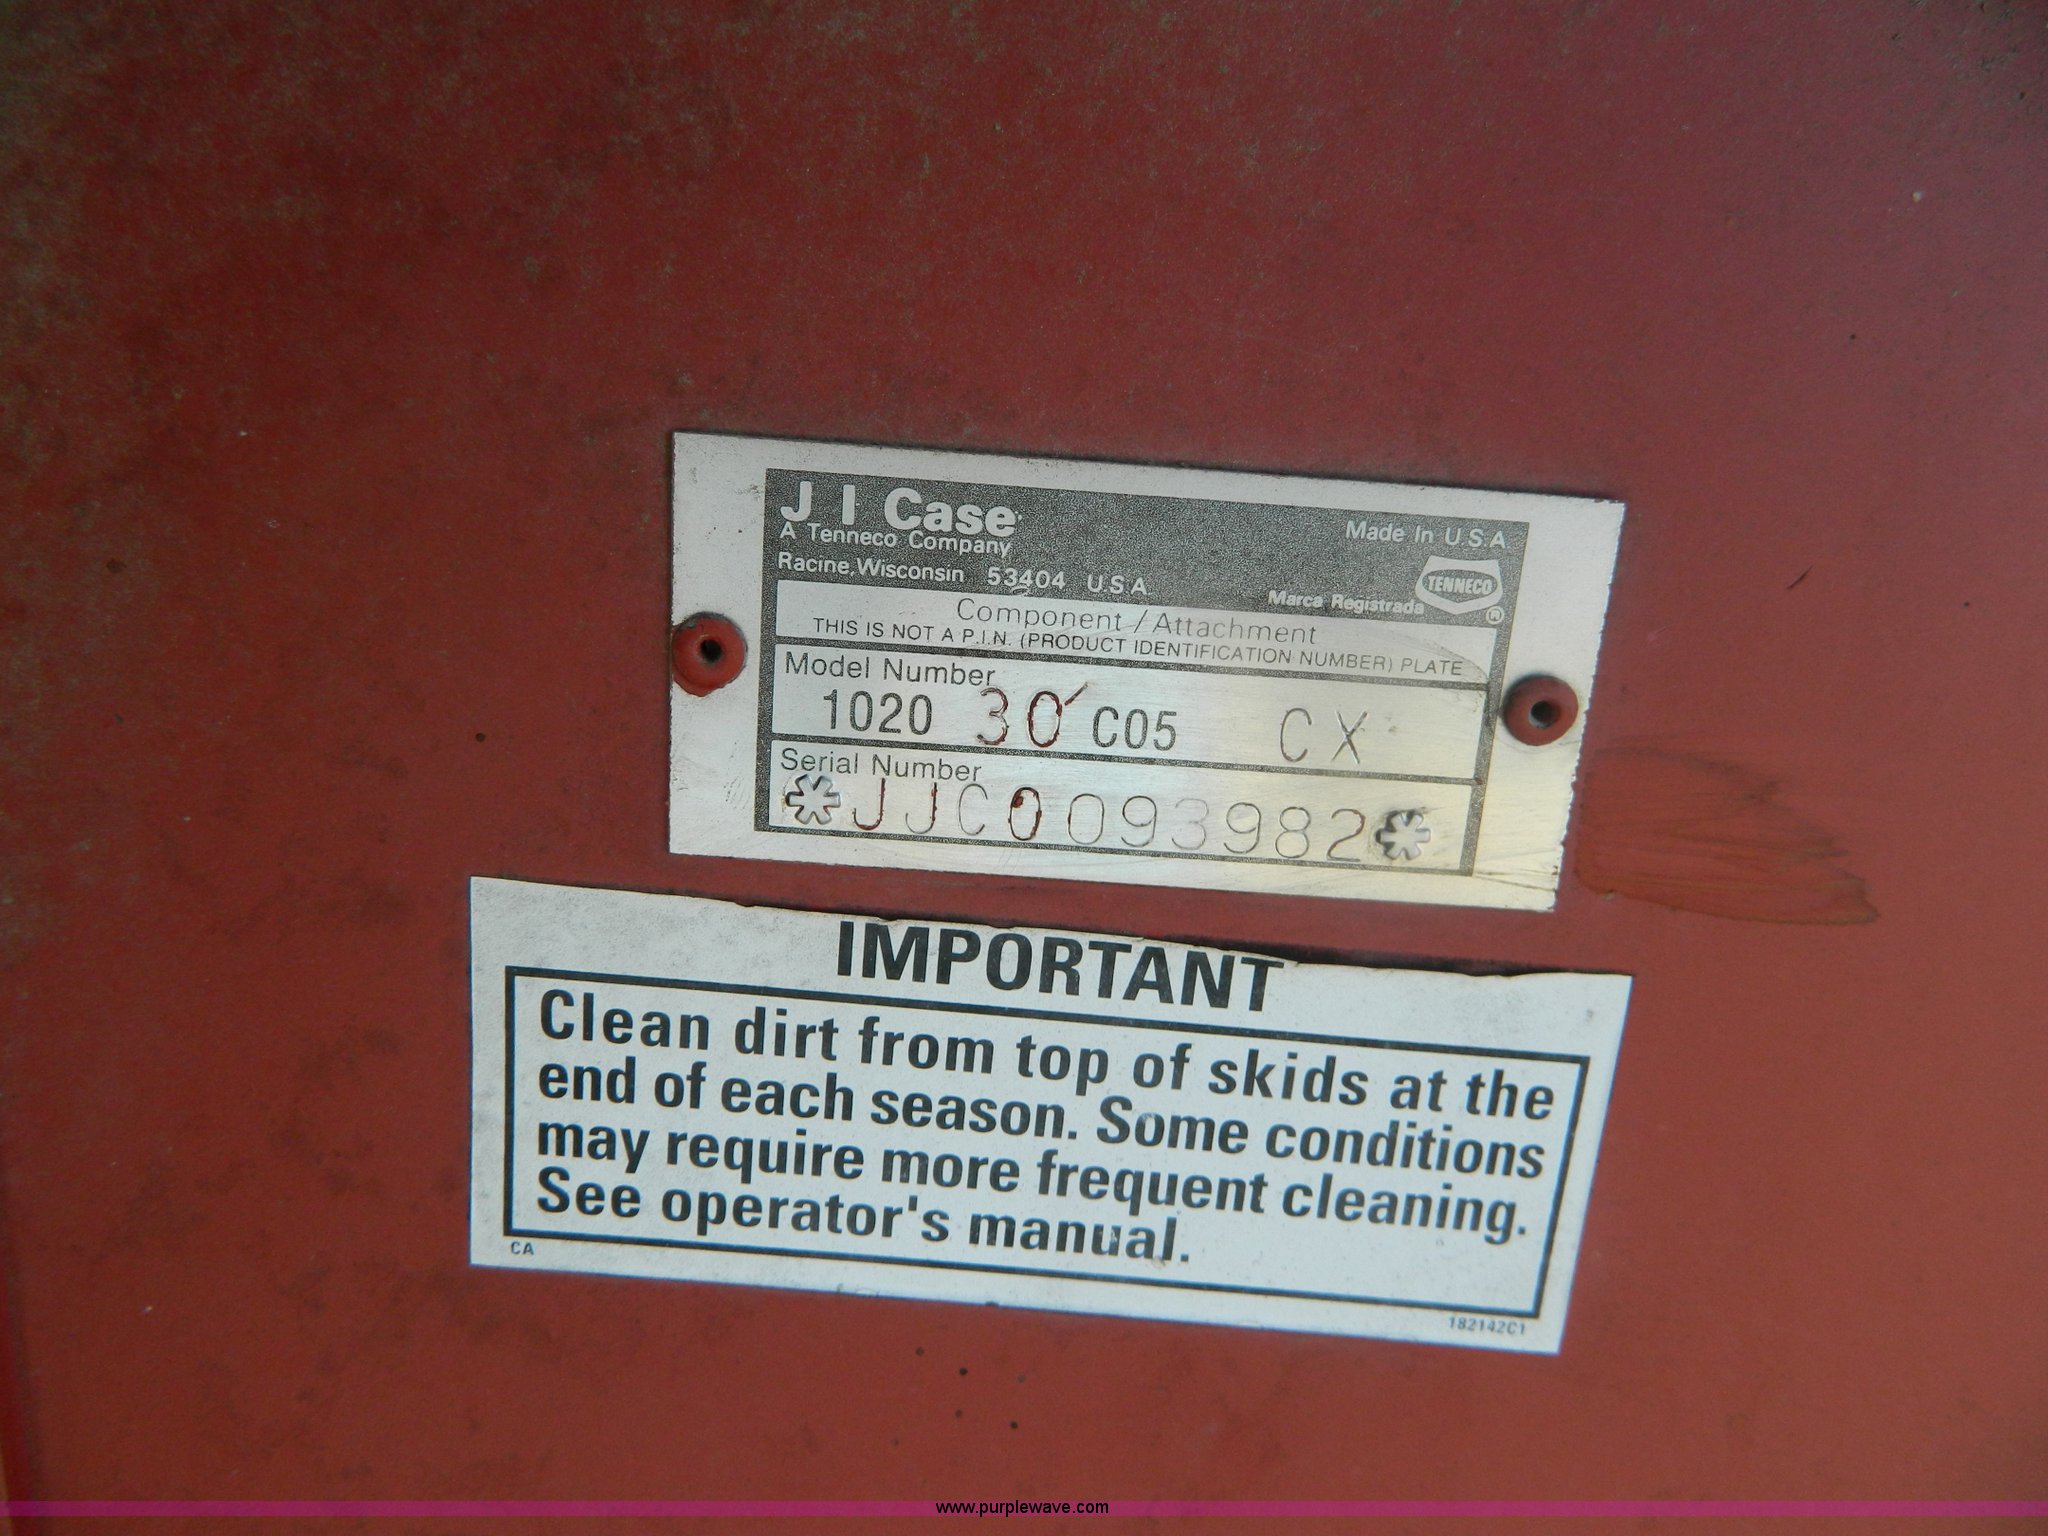 J I Case
A Tenneco Company
Racine, Wisconsin 53404 U.S.A
Made In U.S.A
TENNECO
Marca Registrada ®
Component / Attachment
THIS IS NOT A P.I.N. (PRODUCT IDENTIFICATION NUMBER) PLATE
Model Number
1020 30' C05 CX
Serial Number
*JJC0093982*
IMPORTANT
Clean dirt from top of skids at the
end of each season. Some conditions
may require more frequent cleaning.
See operator's manual.
CA
182142C1
www.purplewave.com